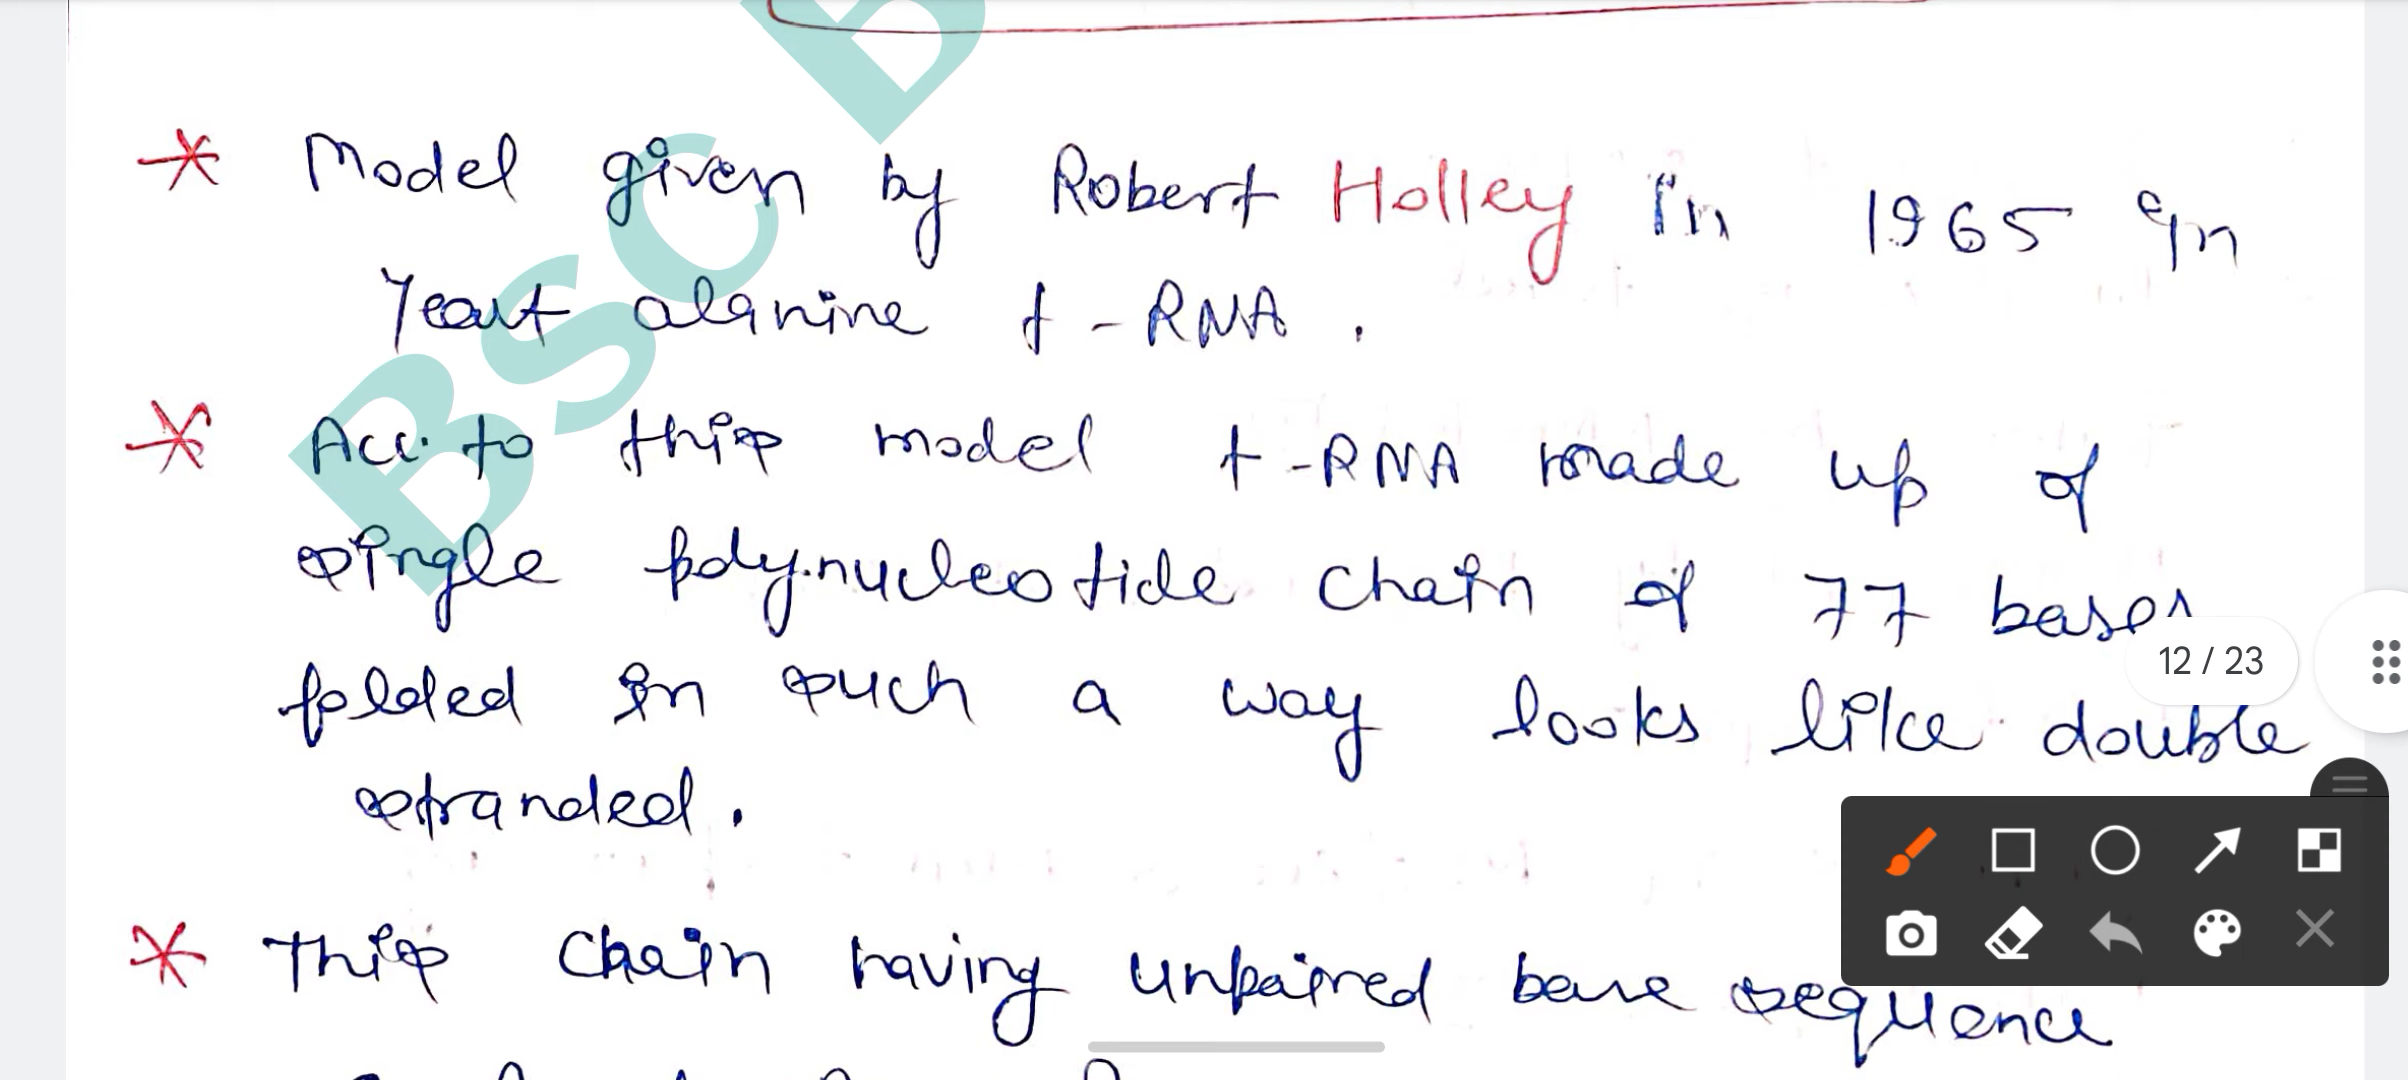 BSC B
* Model given by Robert Holley in 1965 in
Yeast alanine t-RNA.
* Acc. to this model t-RNA made up of
single polynucleotide chain of 77 bases
folded in such a way looks like double
stranded.
12 / 23
* This chain having unpaired base sequence